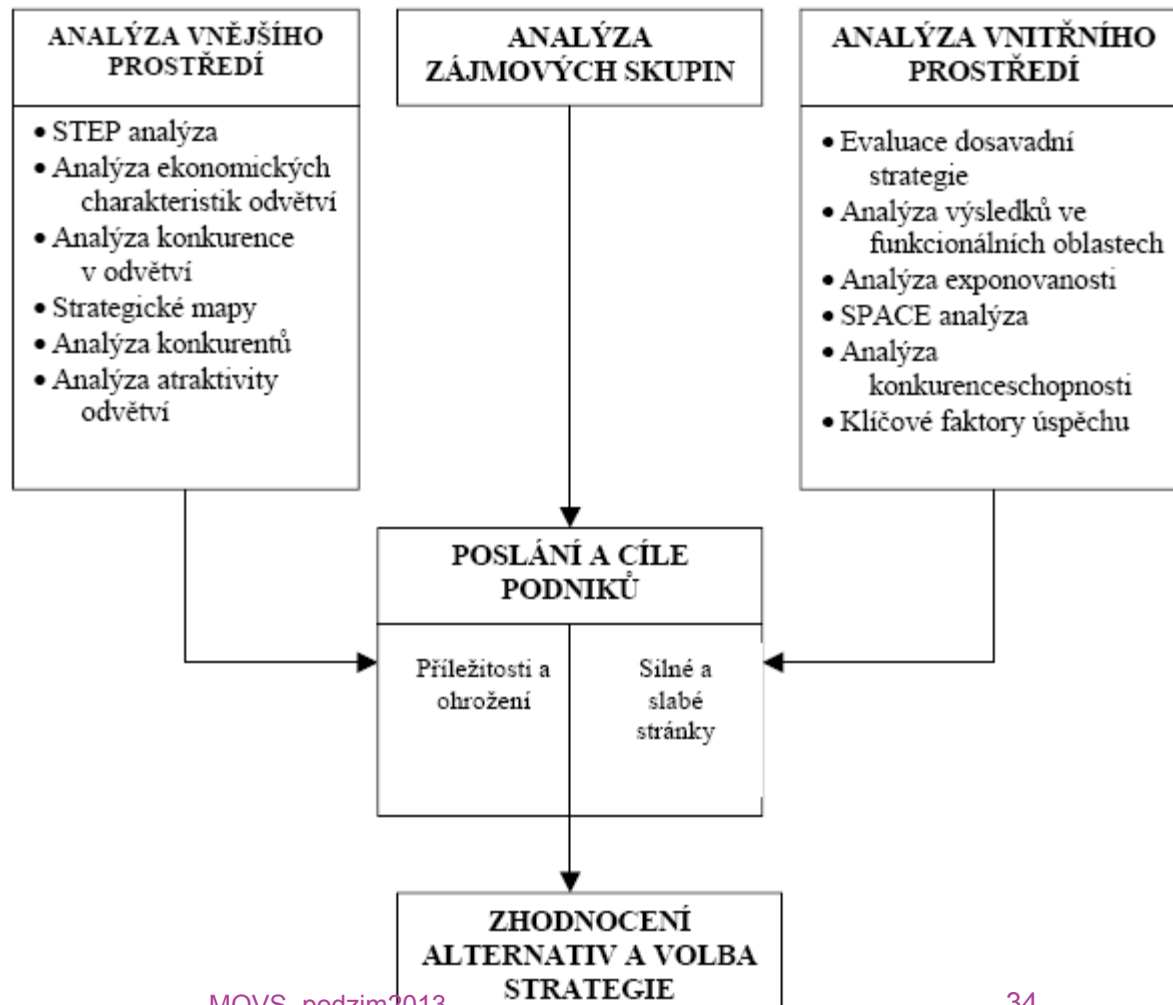 ANALÝZA VNĚJŠÍHO
PROSTŘEDÍ
• STEP analýza
• Analýza ekonomických
charakteristik odvětví
• Analýza konkurence
v odvětví
• Strategické mapy
• Analýza konkurentů
• Analýza atraktivity
odvětví
ANALÝZA
ZÁJMOVÝCH SKUPIN
ANALÝZA VNITŘNÍHO
PROSTŘEDÍ
• Evaluace dosavadní
strategie
• Analýza výsledků ve
funkcionálních oblastech
• Analýza exponovanosti
• SPACE analýza
• Analýza
konkurenceschopnosti
• Klíčové faktory úspěchu
POSLÁNÍ A CÍLE
PODNIKŮ
Příležitosti a
ohrožení
Silné a
slabé
stránky
ZHODNOCENÍ
ALTERNATIV A VOLBA
STRATEGIE
MOVS podzim2013
34